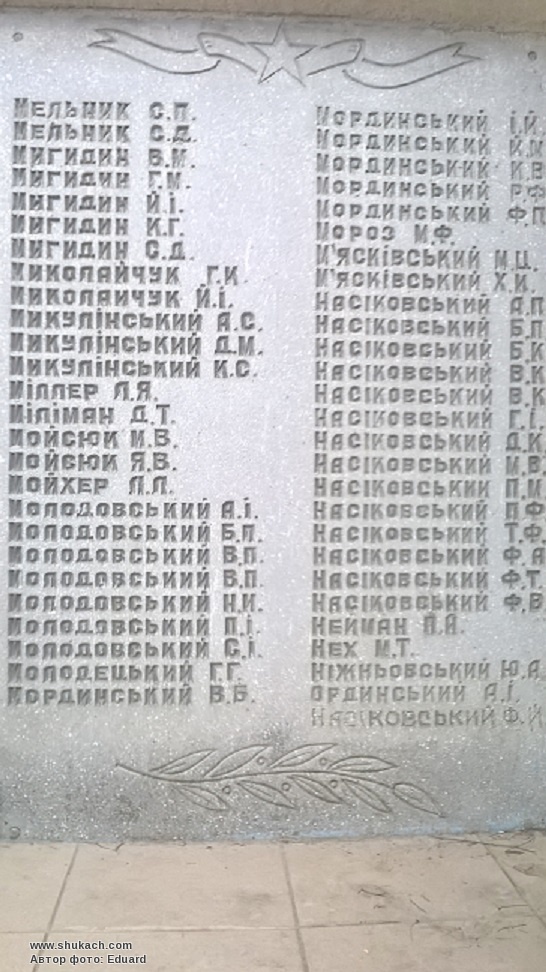 МЕЛЬНИК С.П.
МЕЛЬНИК С.Д.
МИГИДИН В.М.
МИГИДИН Г.М.
МИГИДИН Й.І.
МИГИДИН К.Г.
МИГИДИН С.Д.
МИКОЛАЙЧУК Г.К.
МИКОЛАЙЧУК Й.І.
МИКУЛІНСЬКИЙ А.С.
МИКУЛІНСЬКИЙ Д.М.
МИКУЛІНСЬКИЙ К.С.
МІЛЛЕР Л.Я.
МІЛІМАН Д.Т.
МОЙСЮК М.В.
МОЙСЮК Я.В.
МОЙХЕР Л.Л.
МОЛОДОВСЬКИЙ А.І.
МОЛОДОВСЬКИЙ Б.П.
МОЛОДОВСЬКИЙ В.П.
МОЛОДОВСЬКИЙ В.П.
МОЛОДОВСЬКИЙ Н.И.
МОЛОДОВСЬКИЙ П.І.
МОЛОДОВСЬКИЙ С.І.
МОЛОДЕЦЬКИЙ Г.Г.
МОРДИНСЬКИЙ В.Б.
МОРДИНСЬКИЙ І.Й.
МОРДИНСЬКИЙ Й.М
МОРДИНСЬКИЙ К.В
МОРДИНСЬКИЙ Р.Ф
МОРДИНСЬКИЙ Ф.П
МОРОЗ М.Ф.
М'ЯСКІВСЬКИЙ М.Ц.
М'ЯСКІВСЬКИЙ Х.И.
НАСІКОВСЬКИЙ А.П
НАСІКОВСЬКИЙ Б.П
НАСІКОВСЬКИЙ Б.К
НАСІКОВСЬКИЙ В.К
НАСІКОВСЬКИЙ В.К
НАСІКОВСЬКИЙ Г.І.
НАСІКОВСЬКИЙ Д.К
НАСІКОВСЬКИЙ М.В.
НАСІКОВСЬКИЙ П.М
НАСІКОВСЬКИЙ П.Ф
НАСІКОВСЬКИЙ Т.Ф.
НАСІКОВСЬКИЙ Ф.А
НАСІКОВСЬКИЙ Ф.Т.
НАСІКОВСЬКИЙ Ф.В
НЕЙМАН П.Я.
НЕХ М.Т.
НІЖНЬОВСЬКИЙ Ю.А
ОРДИНСЬКИЙ А.І.
НАСІКОВСЬКИЙ Ф.Й
www.shukach.com
Автор фото: Eduard